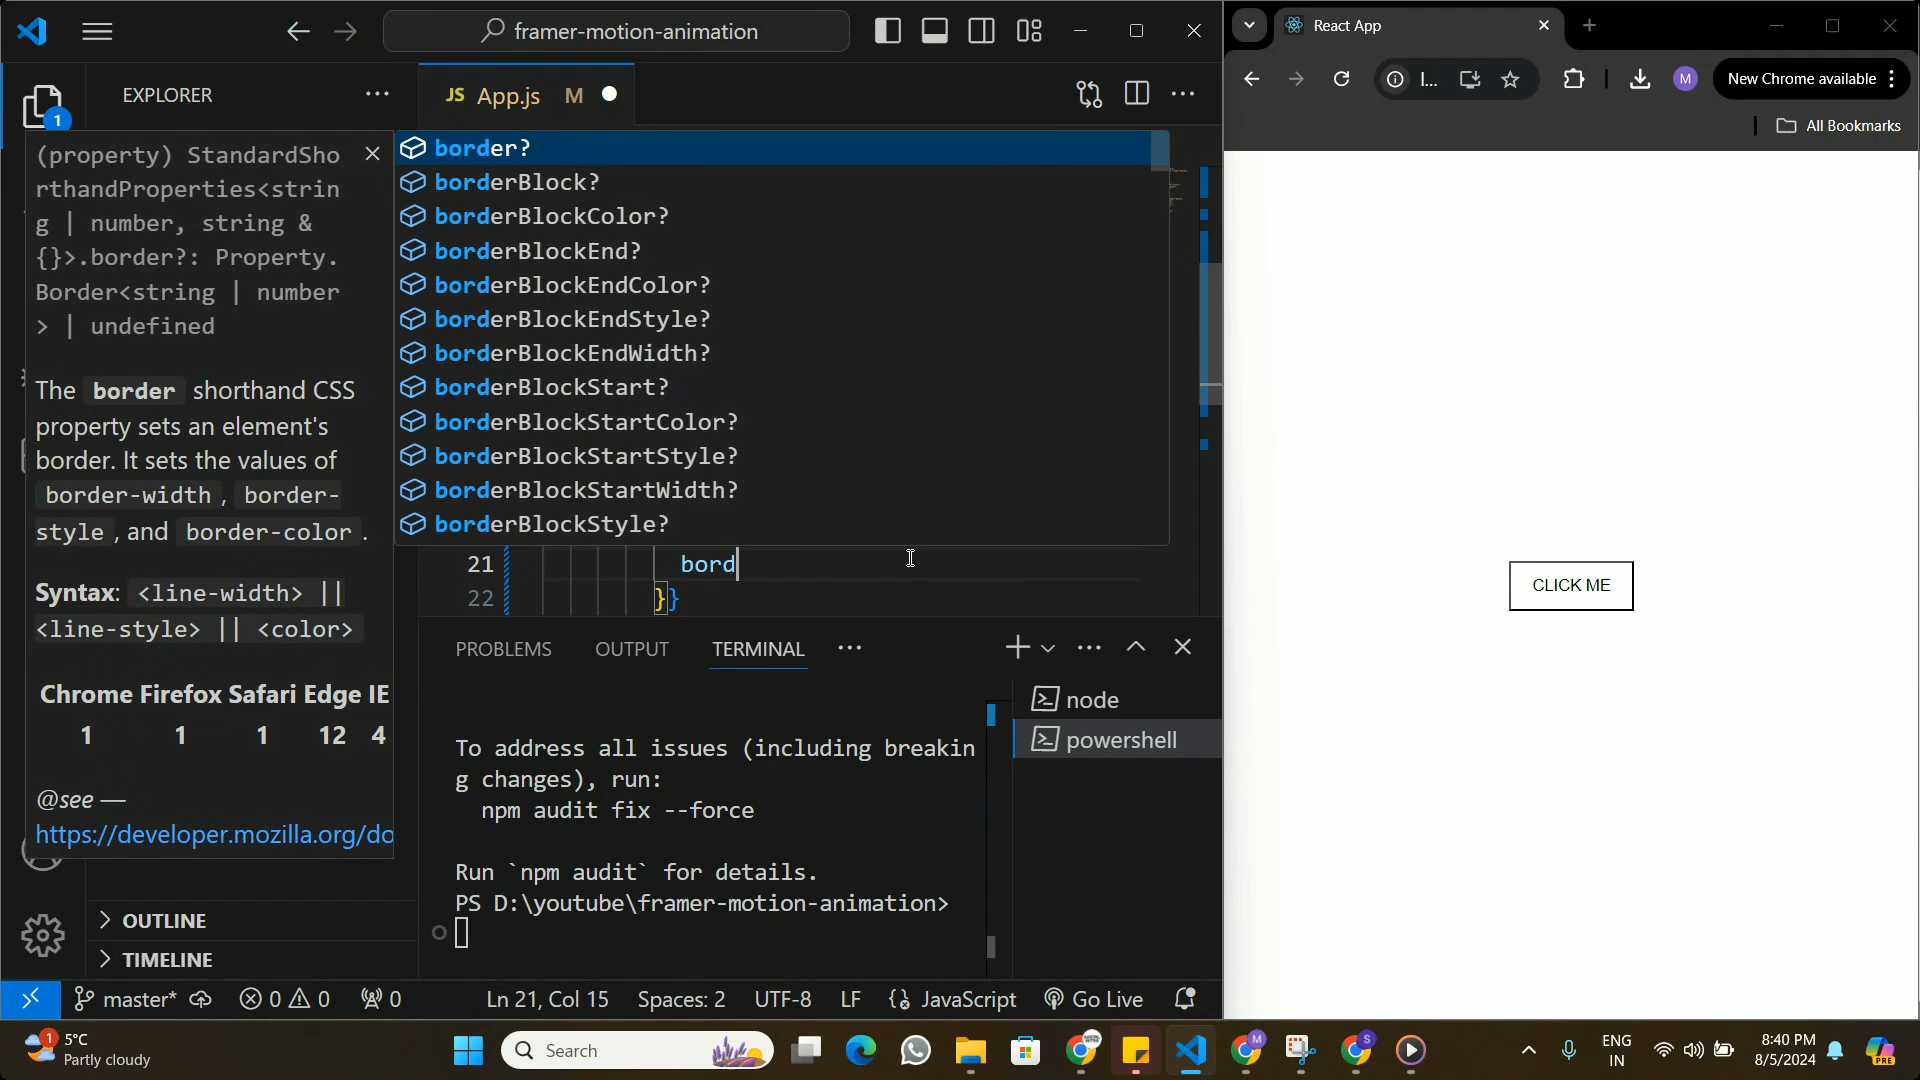 framer-motion-animation
EXPLORER
JS App.js M
1
(property) StandardSho
rthandProperties<strin
g | number, string &
{}>.border?: Property.
Border<string | number
> | undefined
The border shorthand CSS
property sets an element's
border. It sets the values of
border-width, border-
style, and border-color.
Syntax: <line-width> ||
<line-style> || <color>
Chrome Firefox Safari Edge IE
1 1 1 12 4
@see —
https://developer.mozilla.org/do
border?
borderBlock?
borderBlockColor?
borderBlockEnd?
borderBlockEndColor?
borderBlockEndStyle?
borderBlockEndWidth?
borderBlockStart?
borderBlockStartColor?
borderBlockStartStyle?
borderBlockStartWidth?
borderBlockStyle?
21 bord
22 }}
PROBLEMS OUTPUT TERMINAL
node
powershell
To address all issues (including breakin
g changes), run:
npm audit fix --force
Run `npm audit` for details.
PS D:\youtube\framer-motion-animation>
OUTLINE
TIMELINE
master* 0 0 0 Ln 21, Col 15 Spaces: 2 UTF-8 LF JavaScript Go Live
React App
l... M New Chrome available
All Bookmarks
CLICK ME
1 5°C
Partly cloudy
Search
M
S
ENG
IN
8:40 PM
8/5/2024
PRE